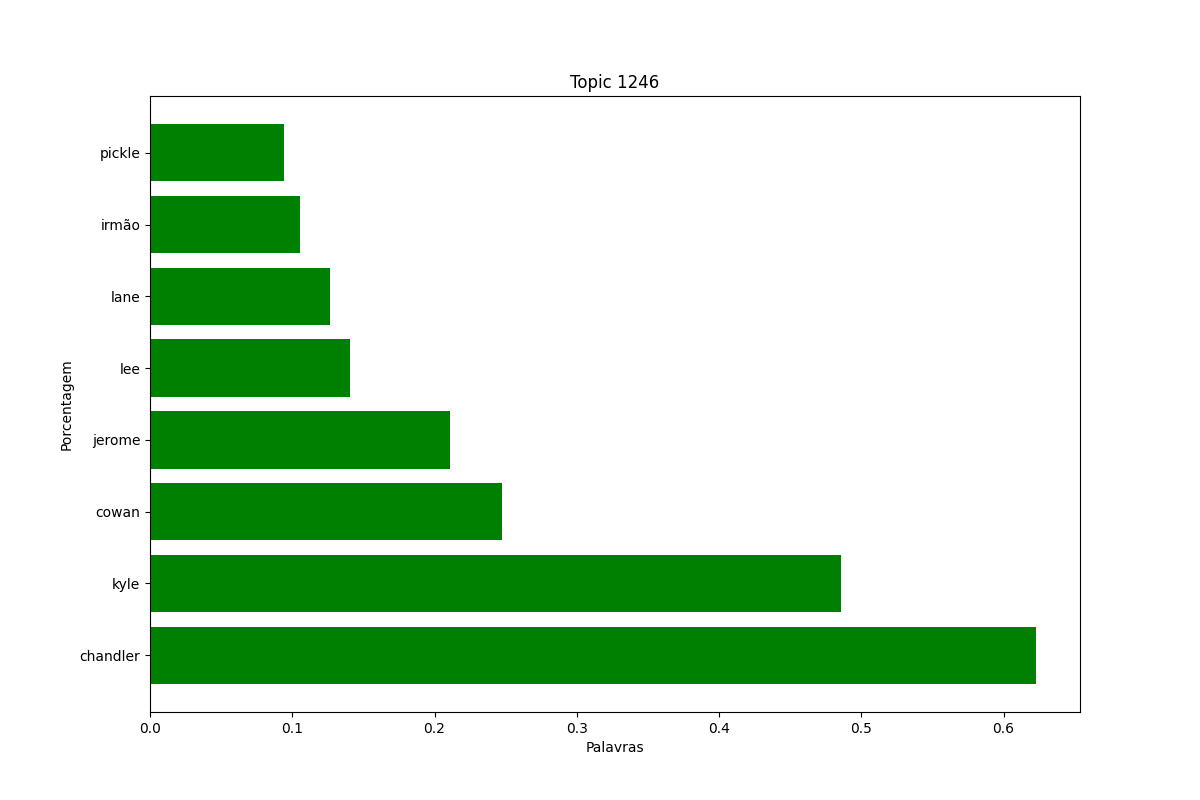 Topic 1246
pickle
irmão
lane
lee
jerome
cowan
kyle
chandler
Porcentagem
0.0 0.1 0.2 0.3 0.4 0.5 0.6
Palavras